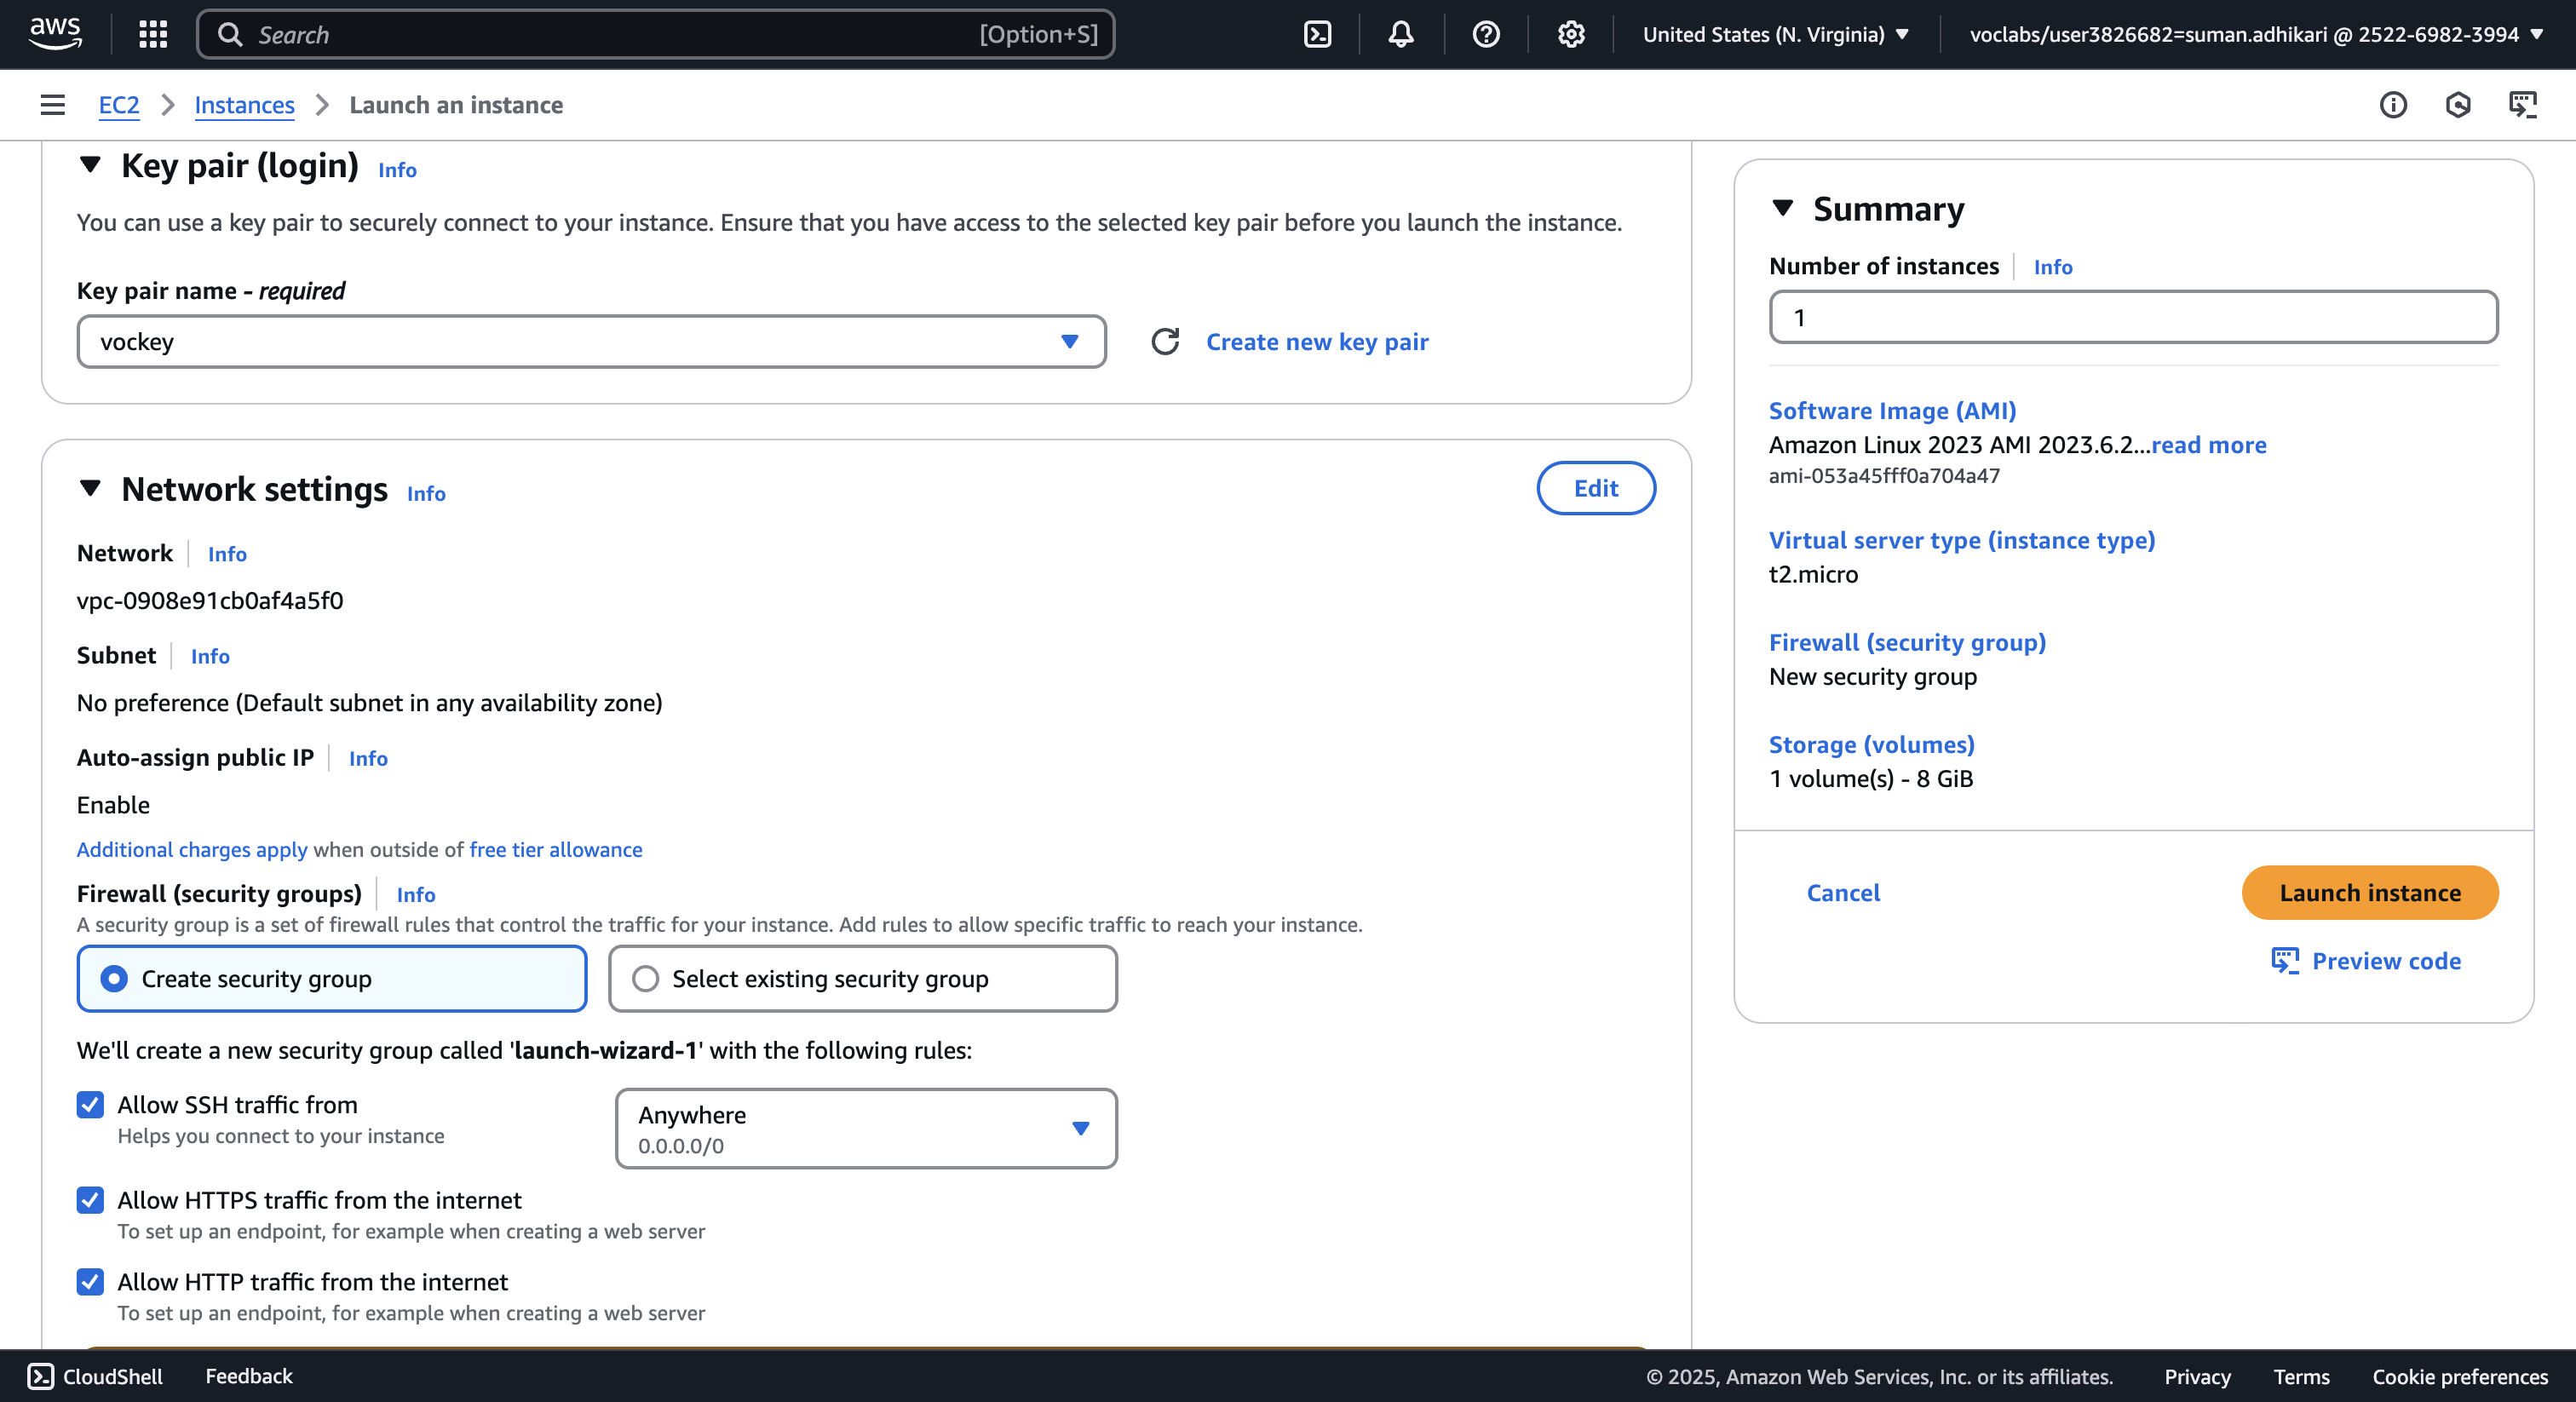 aws
Search [Option+S]
United States (N. Virginia)
voclabs/user3826682=suman.adhikari @ 2522-6982-3994
EC2 > Instances > Launch an instance
Key pair (login) Info
You can use a key pair to securely connect to your instance. Ensure that you have access to the selected key pair before you launch the instance.
Key pair name - required
vockey
Create new key pair
Network settings Info
Edit
Network Info
vpc-0908e91cb0af4a5f0
Subnet Info
No preference (Default subnet in any availability zone)
Auto-assign public IP Info
Enable
Additional charges apply when outside of free tier allowance
Firewall (security groups) Info
A security group is a set of firewall rules that control the traffic for your instance. Add rules to allow specific traffic to reach your instance.
Create security group
Select existing security group
We'll create a new security group called 'launch-wizard-1' with the following rules:
Allow SSH traffic from
Helps you connect to your instance
Anywhere
0.0.0.0/0
Allow HTTPS traffic from the internet
To set up an endpoint, for example when creating a web server
Allow HTTP traffic from the internet
To set up an endpoint, for example when creating a web server
Summary
Number of instances Info
1
Software Image (AMI)
Amazon Linux 2023 AMI 2023.6.2...read more
ami-053a45fff0a704a47
Virtual server type (instance type)
t2.micro
Firewall (security group)
New security group
Storage (volumes)
1 volume(s) - 8 GiB
Cancel
Launch instance
Preview code
CloudShell
Feedback
© 2025, Amazon Web Services, Inc. or its affiliates.
Privacy
Terms
Cookie preferences